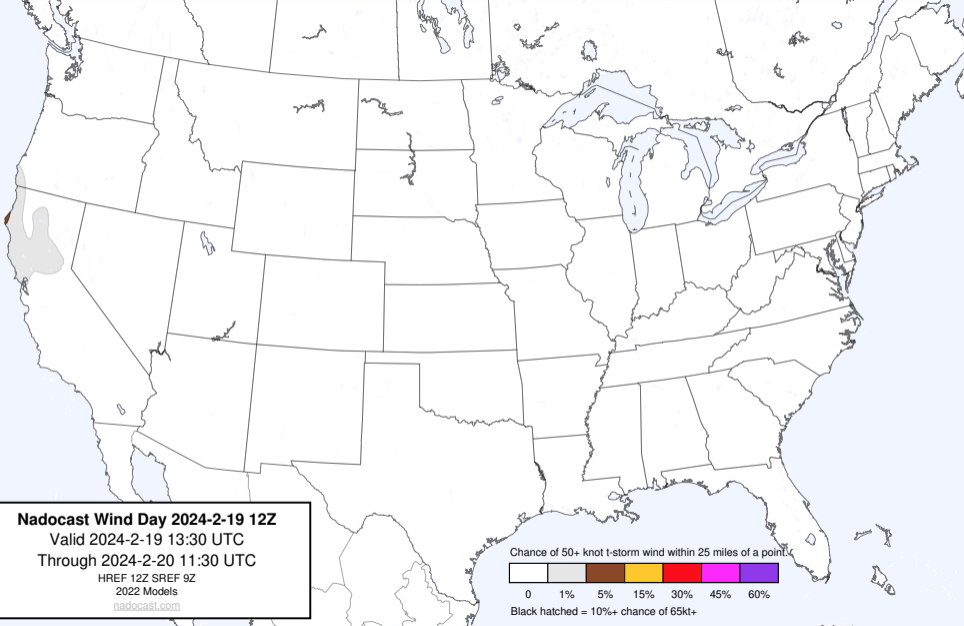 Nadocast Wind Day 2024-2-19 12Z
Valid 2024-2-19 13:30 UTC
Through 2024-2-20 11:30 UTC
HREF 12Z SREF 9Z
2022 Models
nadocast.com
Chance of 50+ knot t-storm wind within 25 miles of a point.
0 1% 5% 15% 30% 45% 60%
Black hatched = 10%+ chance of 65kt+